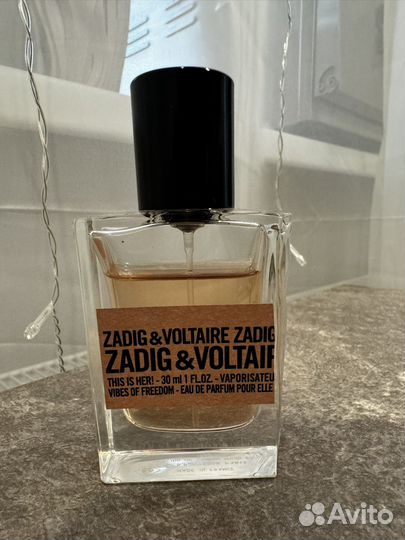 ZADIG & VOLTAIRE ZADIG
ZADIG & VOLTAIR
THIS IS HER! - 30 ml 1 FL.OZ. - VAPORISATEU
VIBES OF FREEDOM - EAU DE PARFUM POUR ELLE
Avito